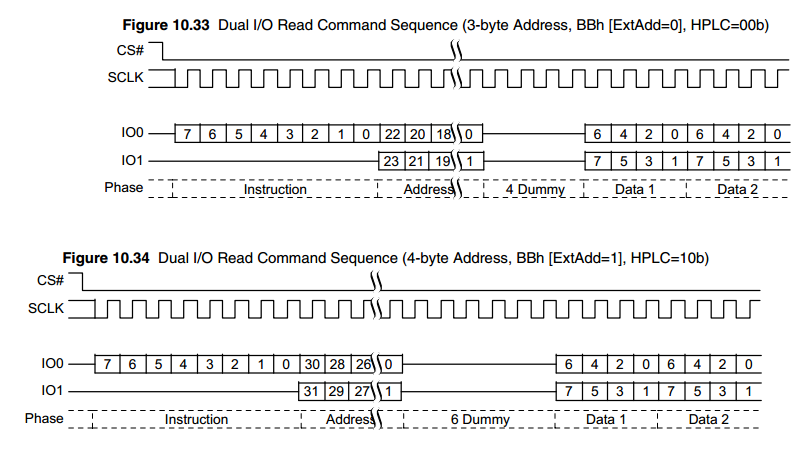 Figure 10.33 Dual I/O Read Command Sequence (3-byte Address, BBh [ExtAdd=0], HPLC=00b)
CS#
SCLK
IO0 7 6 5 4 3 2 1 0 22 20 18 0 6 4 2 0 6 4 2 0
IO1 23 21 19 1 7 5 3 1 7 5 3 1
Phase Instruction Address 4 Dummy Data 1 Data 2
Figure 10.34 Dual I/O Read Command Sequence (4-byte Address, BBh [ExtAdd=1], HPLC=10b)
CS#
SCLK
IO0 7 6 5 4 3 2 1 0 30 28 26 0 6 4 2 0 6 4 2 0
IO1 31 29 27 1 7 5 3 1 7 5 3 1
Phase Instruction Address 6 Dummy Data 1 Data 2